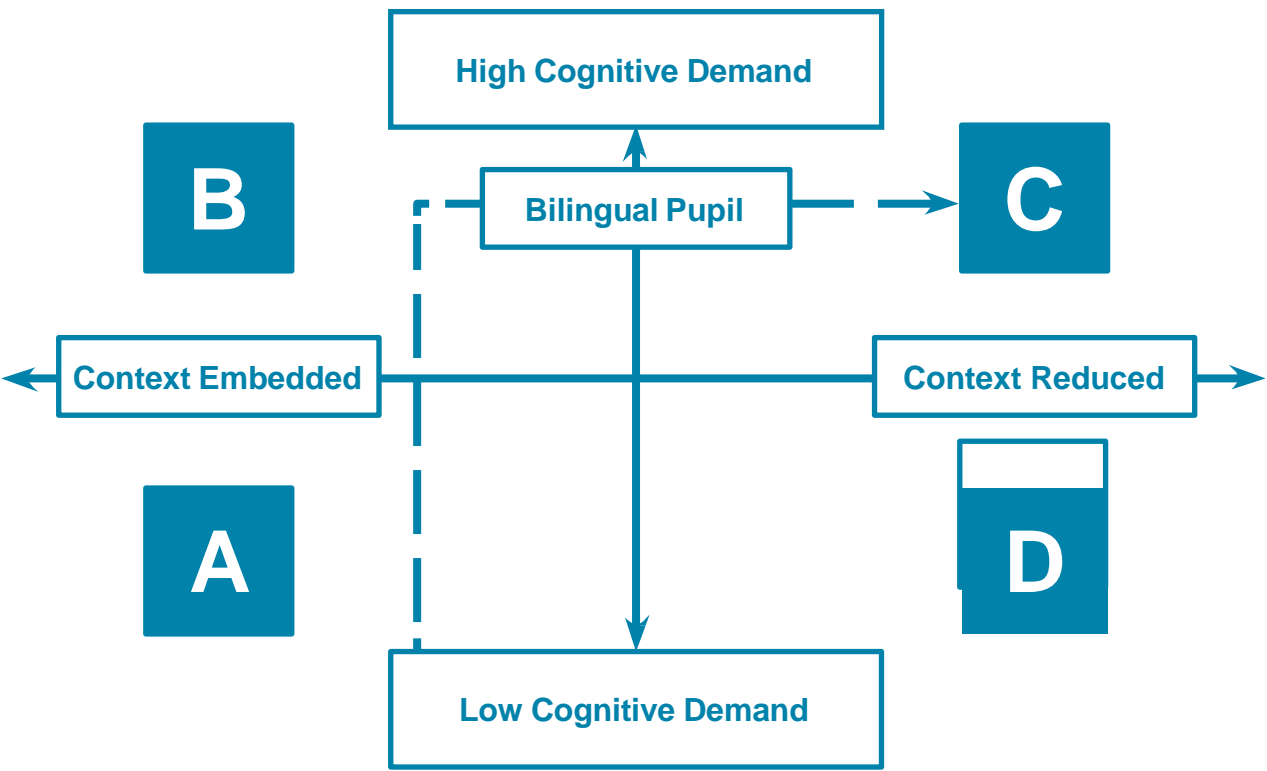 High Cognitive Demand
B
Bilingual Pupil
C
Context Embedded
Context Reduced
A
D
Low Cognitive Demand